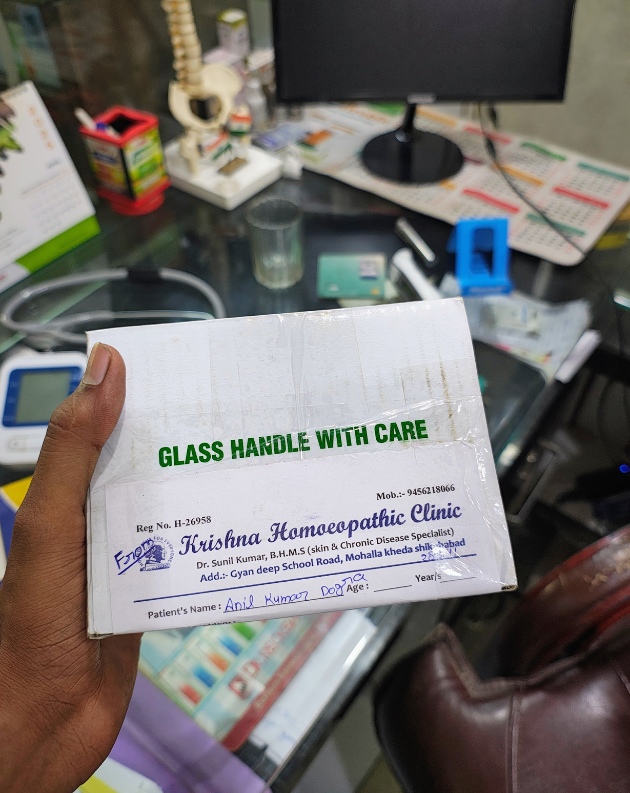 GLASS HANDLE WITH CARE
Mob.:- 9456218066
Reg No. H-26958
From
Krishna Homoeopathic Clinic
Dr. Sunil Kumar, B.H.M.S (skin & Chronic Disease Specialist)
Add.:- Gyan deep School Road, Mohalla kheda
Patient's Name : Anil Kumar Dogra Age : Year/s